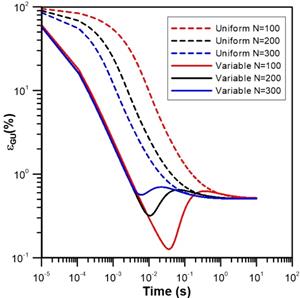 10²
Uniform N=100
Uniform N=200
Uniform N=300
Variable N=100
Variable N=200
Variable N=300
10¹
εGU(%)
10⁰
10⁻¹
10⁻⁵ 10⁻⁴ 10⁻³ 10⁻² 10⁻¹ 10⁰ 10¹ 10²
Time (s)